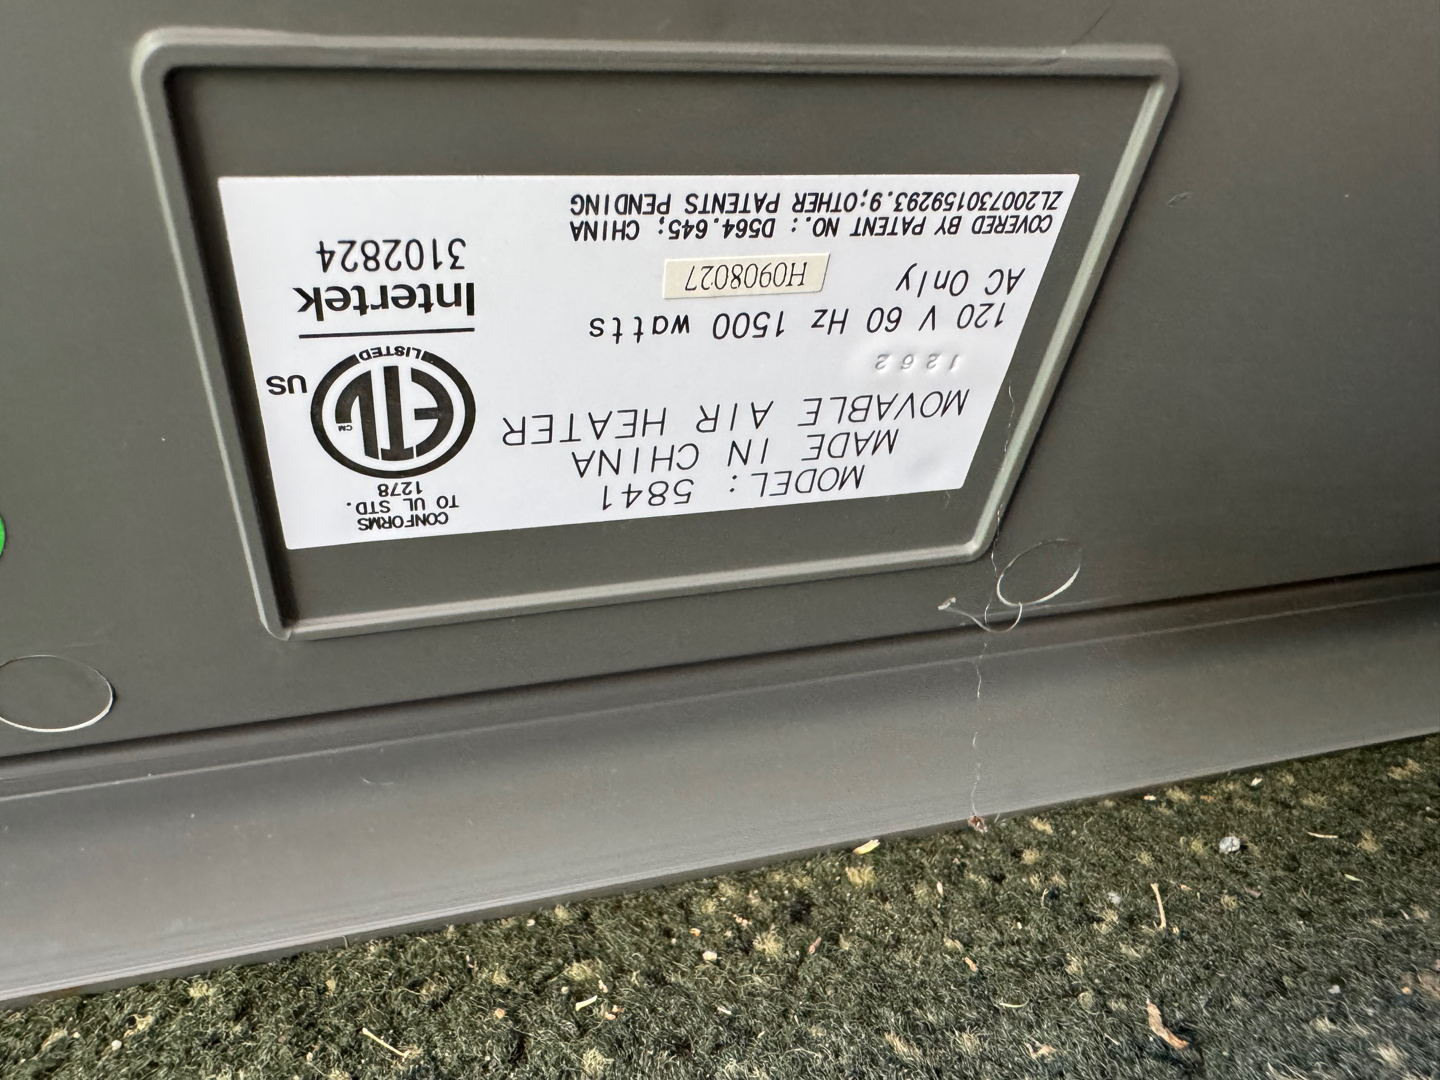 CONFORMS
TO UL STD.
1278
ETL
CM
LISTED
US
Intertek
3102824
MODEL: 5841
MADE IN CHINA
MOVABLE AIR HEATER
1262
120 V 60 Hz 1500 watts
AC Only
H0908027
COVERED BY PATENT NO.: D564.645; CHINA
ZL200730159293.9;OTHER PATENTS PENDING